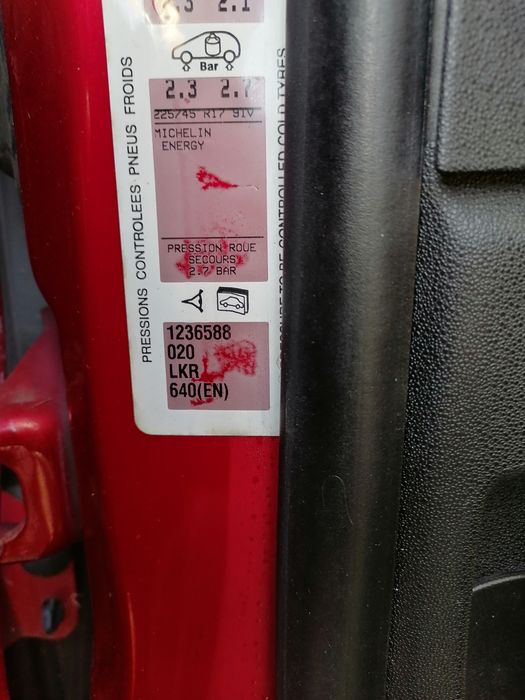 2.3 2.1
Bar
2.3 2.7
225/45 R17 91V
MICHELIN
ENERGY
PRESSION ROUE
SECOURS
2.7 BAR
1236588
020
LKR
640(EN)
PRESSIONS CONTROLEES PNEUS FROIDS
TO BE CONTROLLED COLD TYRES